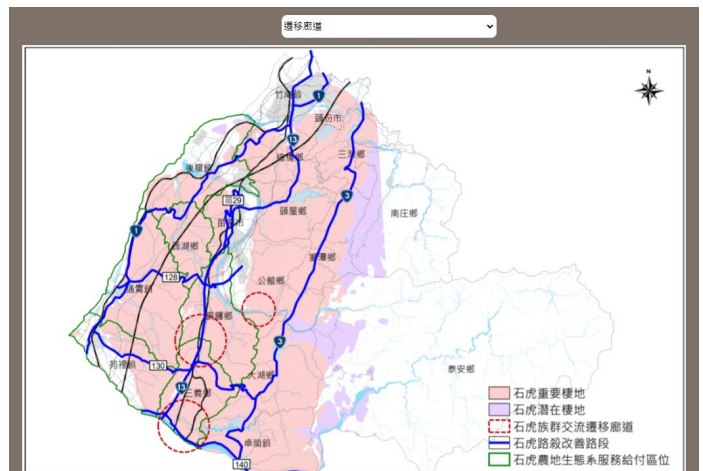 遷移廊道
N
竹南鎮
1
頭份市
13
造橋鄉
三灣鄉
後龍鎮
3
苗29
頭屋鄉
南庄鄉
1
西湖鄉
獅潭鄉
128
公館鄉
通霄鎮
銅鑼鄉
3
苑裡鎮
130
大湖鄉
泰安鄉
13
三義鄉
卓蘭鎮
140
石虎重要棲地
石虎潛在棲地
石虎族群交流遷移廊道
石虎路殺改善路段
石虎農地生態系服務給付區位